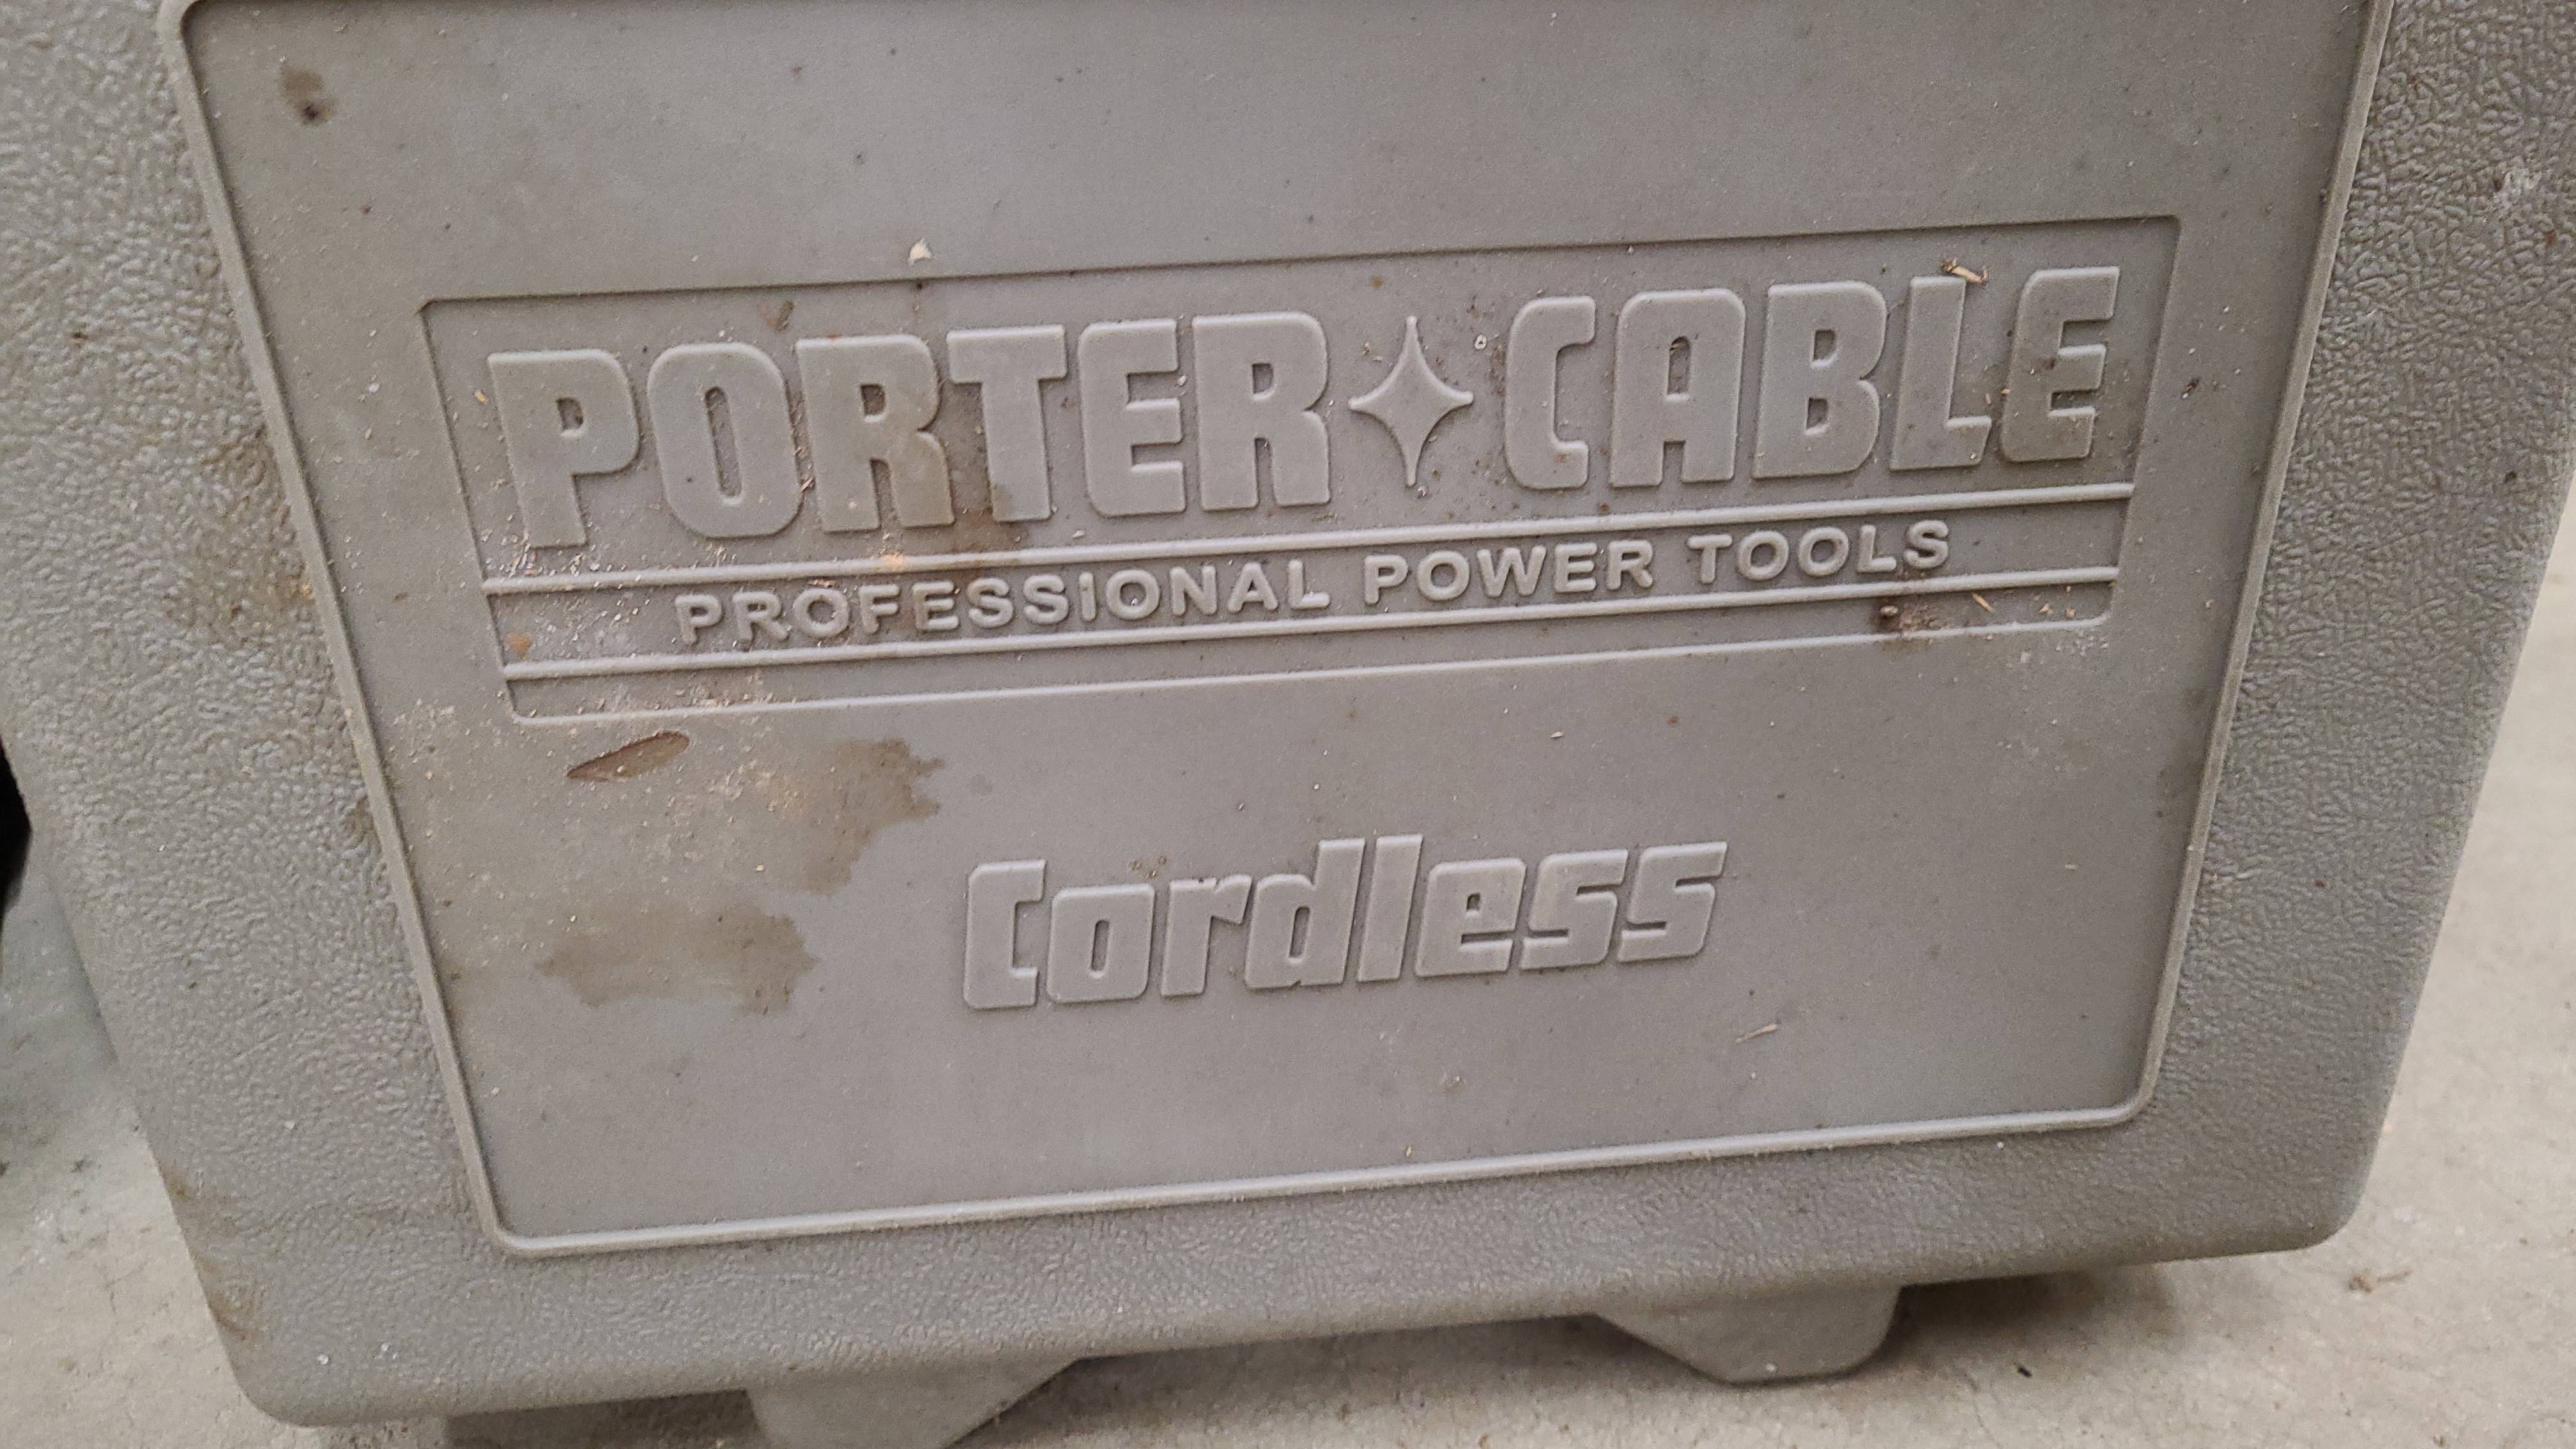 PORTER CABLE
PROFESSIONAL POWER TOOLS
Cordless